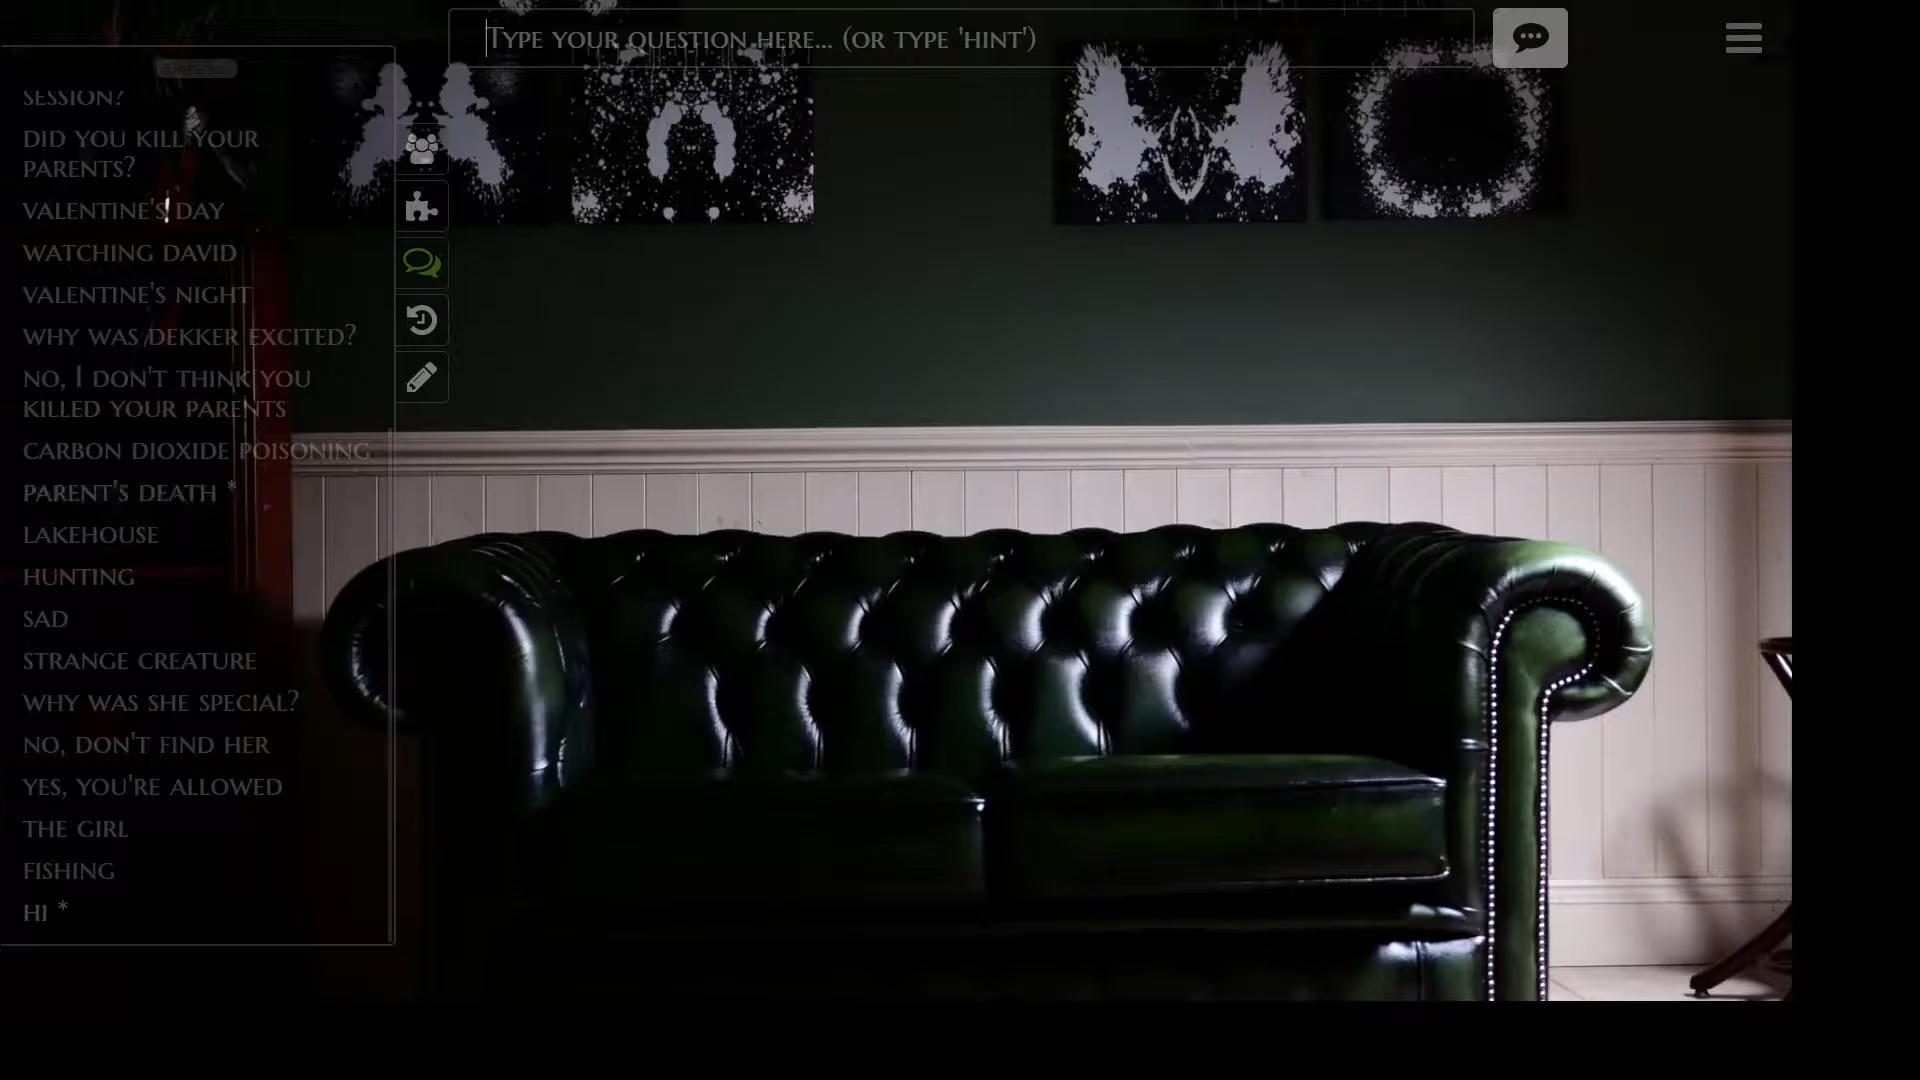 Type your question here... (or type 'hint')
SESSION?
DID YOU KILL YOUR
PARENTS?
VALENTINE'S DAY
WATCHING DAVID
VALENTINE'S NIGHT
WHY WAS DEKKER EXCITED?
NO, I DON'T THINK YOU
KILLED YOUR PARENTS
CARBON DIOXIDE POISONING
PARENT'S DEATH *
LAKEHOUSE
HUNTING
SAD
STRANGE CREATURE
WHY WAS SHE SPECIAL?
NO, DON'T FIND HER
YES, YOU'RE ALLOWED
THE GIRL
FISHING
HI *